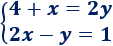 4 + x = 2y
2x - y = 1